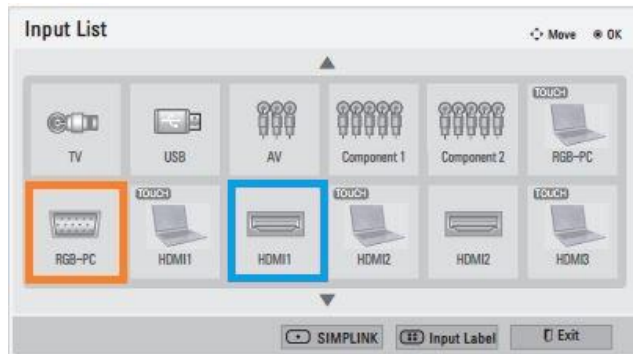 Input List
Move OK
TOUCH
TV USB AV Component 1 Component 2 RGB-PC
TOUCH TOUCH TOUCH
RGB-PC HDMI1 HDMI1 HDMI2 HDMI2 HDMI3
SIMPLINK Input Label Exit